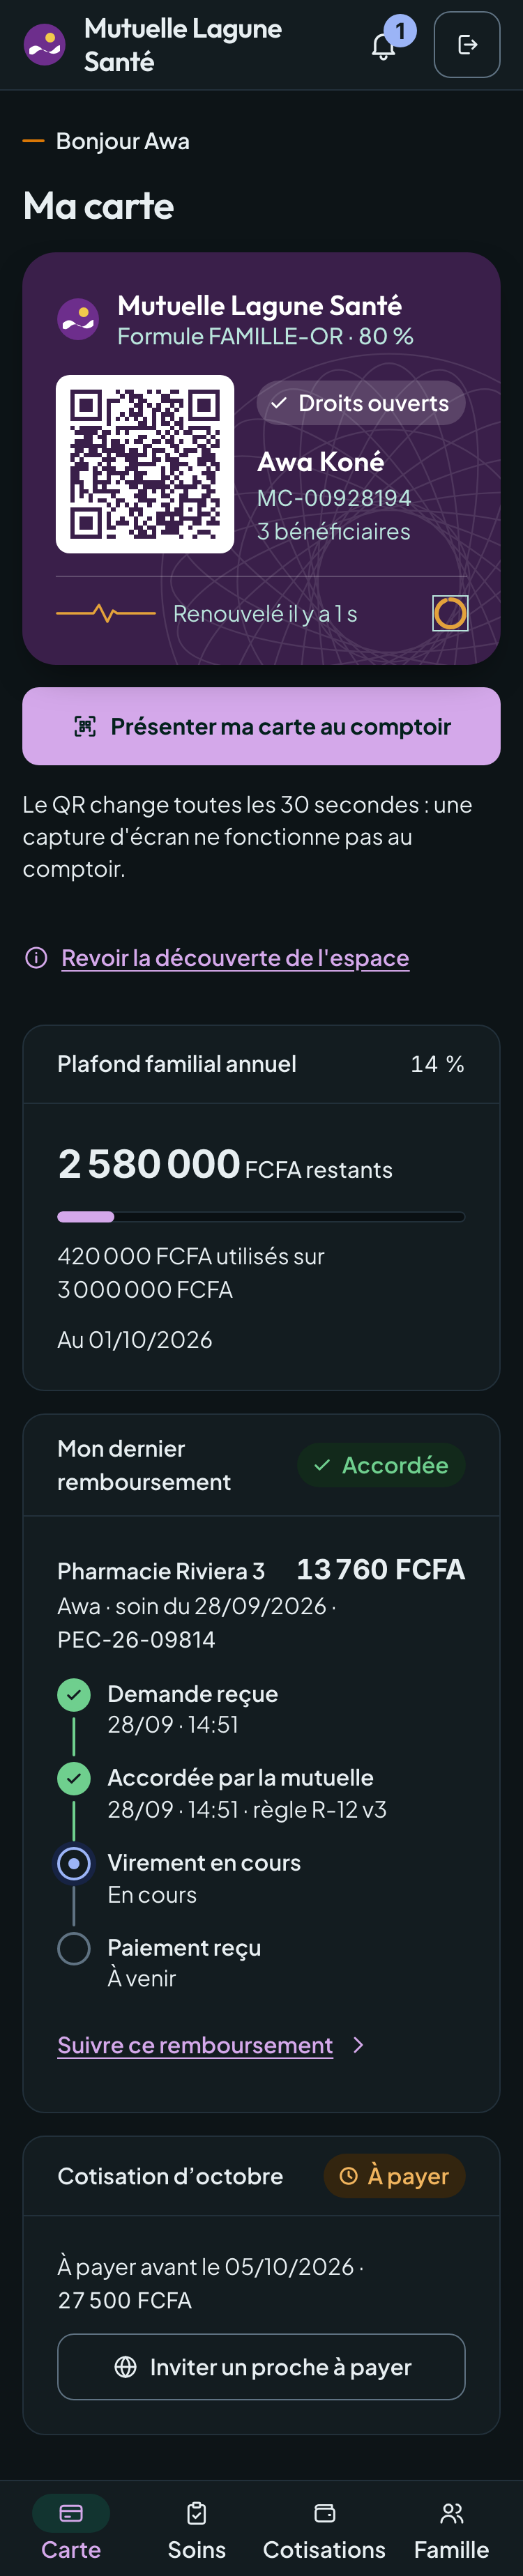 Mutuelle Lagune
Santé
1
Bonjour Awa
Ma carte
Mutuelle Lagune Santé
Formule FAMILLE-OR · 80 %
Droits ouverts
Awa Koné
MC-00928194
3 bénéficiaires
Renouvelé il y a 1 s
Présenter ma carte au comptoir
Le QR change toutes les 30 secondes : une
capture d'écran ne fonctionne pas au
comptoir.
Revoir la découverte de l'espace
Plafond familial annuel 14 %
2 580 000 FCFA restants
420 000 FCFA utilisés sur
3 000 000 FCFA
Au 01/10/2026
Mon dernier
remboursement
Accordée
Pharmacie Riviera 3 13 760 FCFA
Awa · soin du 28/09/2026 ·
PEC-26-09814
Demande reçue
28/09 · 14:51
Accordée par la mutuelle
28/09 · 14:51 · règle R-12 v3
Virement en cours
En cours
Paiement reçu
À venir
Suivre ce remboursement
Cotisation d’octobre À payer
À payer avant le 05/10/2026 ·
27 500 FCFA
Inviter un proche à payer
Carte Soins Cotisations Famille